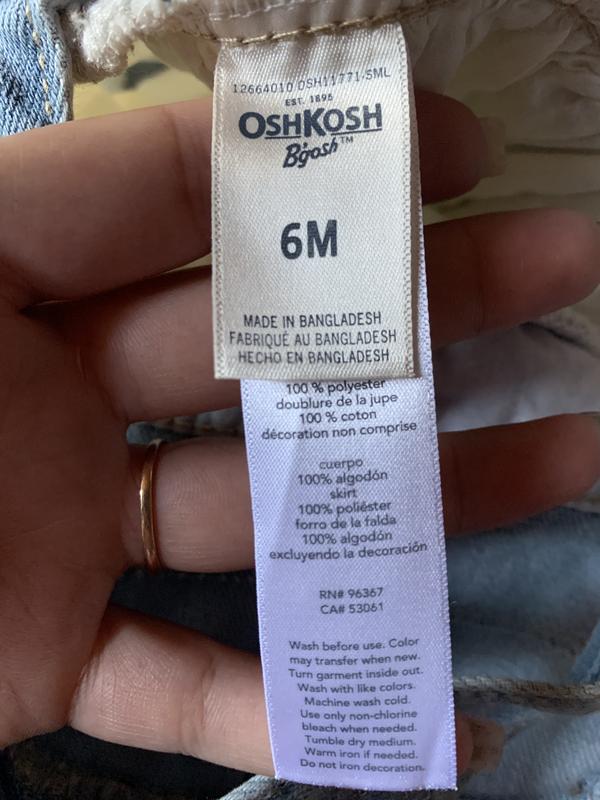 12664010 OSH11771-SML
EST. 1895
OSHKOSH
B'gosh™
6M
MADE IN BANGLADESH
FABRIQUÉ AU BANGLADESH
HECHO EN BANGLADESH
100 % polyester
doublure de la jupe
100 % coton
décoration non comprise
cuerpo
100% algodón
skirt
100% poliéster
forro de la falda
100% algodón
excluyendo la decoración
RN# 96367
CA# 53061
Wash before use. Color
may transfer when new.
Turn garment inside out.
Wash with like colors.
Machine wash cold.
Use only non-chlorine
bleach when needed.
Tumble dry medium.
Warm iron if needed.
Do not iron decoration.